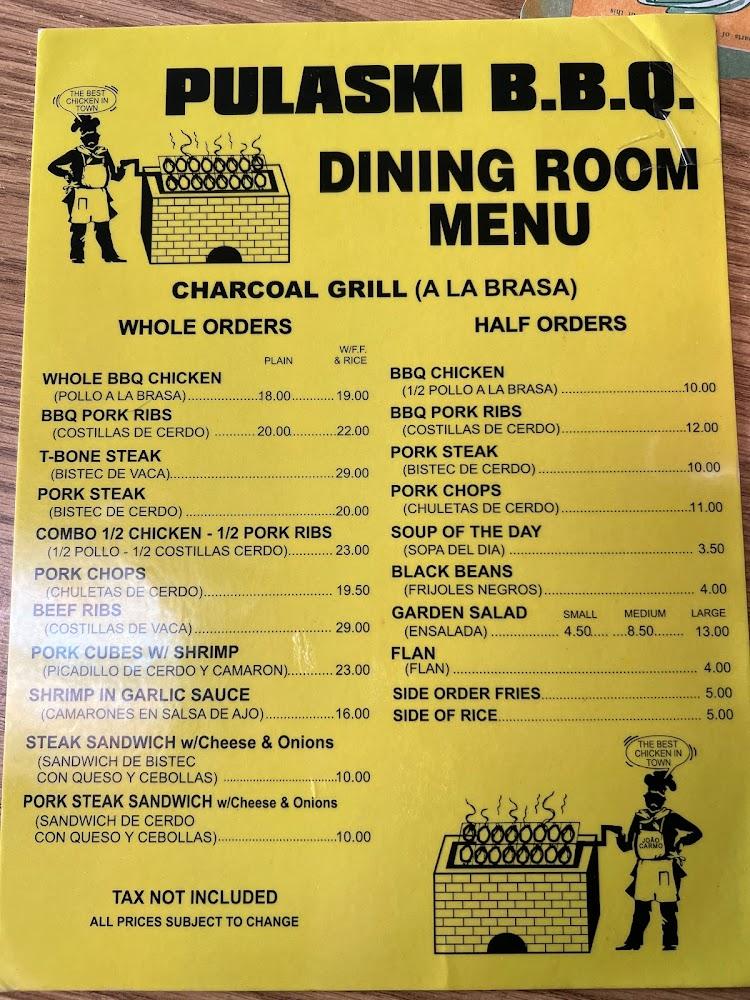 THE BEST
CHICKEN IN
TOWN
PULASKI B.B.Q.
DINING ROOM
MENU
CHARCOAL GRILL (A LA BRASA)
WHOLE ORDERS
PLAIN W/F.F. & RICE
WHOLE BBQ CHICKEN
(POLLO A LA BRASA) 18.00 19.00
BBQ PORK RIBS
(COSTILLAS DE CERDO) 20.00 22.00
T-BONE STEAK
(BISTEC DE VACA) 29.00
PORK STEAK
(BISTEC DE CERDO) 20.00
COMBO 1/2 CHICKEN - 1/2 PORK RIBS
(1/2 POLLO - 1/2 COSTILLAS CERDO) 23.00
PORK CHOPS
(CHULETAS DE CERDO) 19.50
BEEF RIBS
(COSTILLAS DE VACA) 29.00
PORK CUBES W/ SHRIMP
(PICADILLO DE CERDO Y CAMARON) 23.00
SHRIMP IN GARLIC SAUCE
(CAMARONES EN SALSA DE AJO) 16.00
STEAK SANDWICH w/Cheese & Onions
(SANDWICH DE BISTEC
CON QUESO Y CEBOLLAS) 10.00
PORK STEAK SANDWICH w/Cheese & Onions
(SANDWICH DE CERDO
CON QUESO Y CEBOLLAS) 10.00
TAX NOT INCLUDED
ALL PRICES SUBJECT TO CHANGE
HALF ORDERS
BBQ CHICKEN
(1/2 POLLO A LA BRASA) 10.00
BBQ PORK RIBS
(COSTILLAS DE CERDO) 12.00
PORK STEAK
(BISTEC DE CERDO) 10.00
PORK CHOPS
(CHULETAS DE CERDO) 11.00
SOUP OF THE DAY
(SOPA DEL DIA) 3.50
BLACK BEANS
(FRIJOLES NEGROS) 4.00
GARDEN SALAD SMALL MEDIUM LARGE
(ENSALADA) 4.50 8.50 13.00
FLAN
(FLAN) 4.00
SIDE ORDER FRIES 5.00
SIDE OF RICE 5.00
THE BEST
CHICKEN IN
TOWN
JOÃO
CARMO